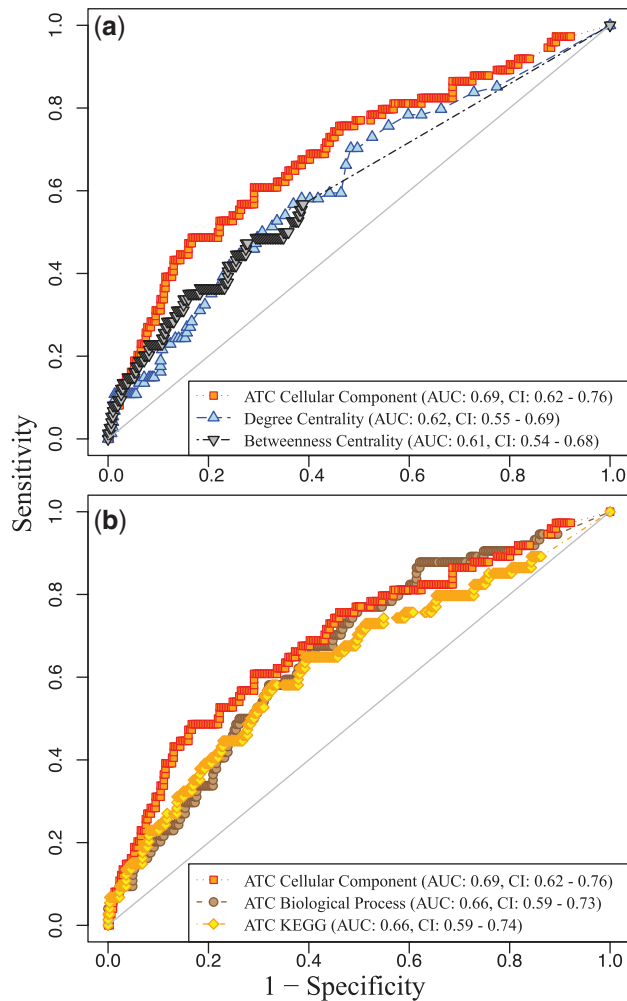 (a)
1.0
0.8
0.6
0.4
0.2
0.0
ATC Cellular Component (AUC: 0.69, CI: 0.62 - 0.76)
Degree Centrality (AUC: 0.62, CI: 0.55 - 0.69)
Betweenness Centrality (AUC: 0.61, CI: 0.54 - 0.68)
0.0 0.2 0.4 0.6 0.8 1.0
Sensitivity
(b)
1.0
0.8
0.6
0.4
0.2
0.0
ATC Cellular Component (AUC: 0.69, CI: 0.62 - 0.76)
ATC Biological Process (AUC: 0.66, CI: 0.59 - 0.73)
ATC KEGG (AUC: 0.66, CI: 0.59 - 0.74)
0.0 0.2 0.4 0.6 0.8 1.0
1 − Specificity